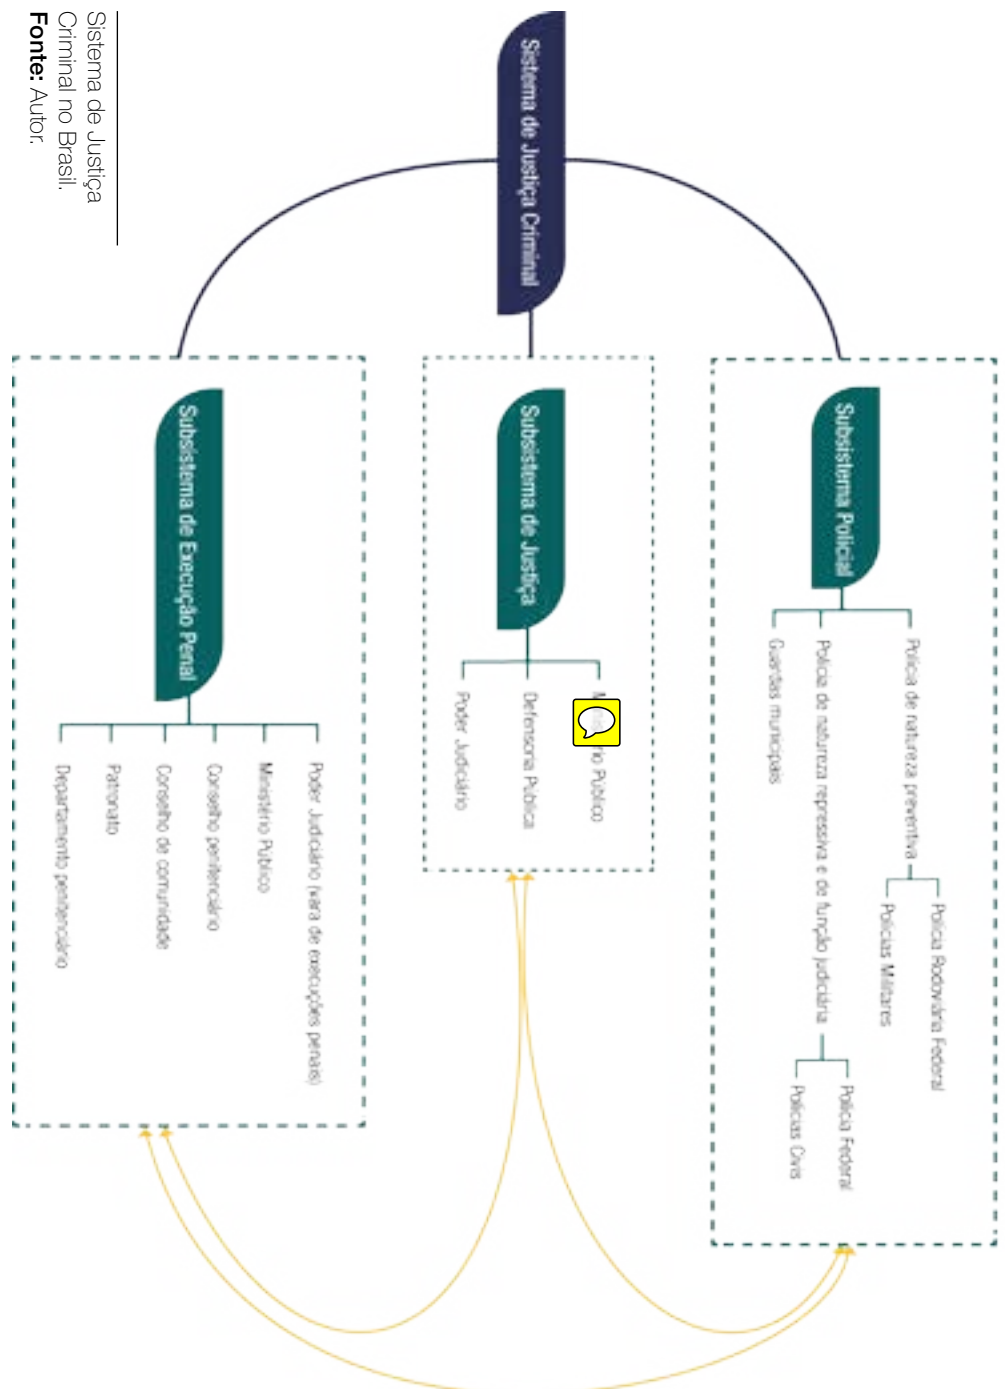 Sistema de Justiça Criminal
Subsistema Policial
Polícia de natureza preventiva
Polícia Rodoviária Federal
Polícias Militares
Polícia de natureza repressiva e de função judiciária
Polícia Federal
Polícias Civis
Guardas municipais
Subsistema de Justiça
Público
Defensoria Pública
Poder Judiciário
Subsistema de Execução Penal
Poder Judiciário (vara de execuções penais)
Ministério Público
Conselho penitenciário
Conselho de comunidade
Patronato
Departamento penitenciário
Sistema de Justiça
Criminal no Brasil.
Fonte: Autor.